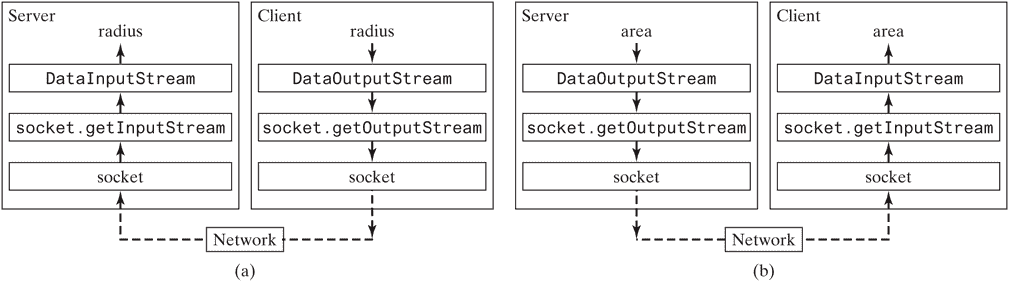 Server
radius
DataInputStream
socket.getInputStream
socket
Client
radius
DataOutputStream
socket.getOutputStream
socket
Network
(a)
Server
area
DataOutputStream
socket.getOutputStream
socket
Client
area
DataInputStream
socket.getInputStream
socket
Network
(b)